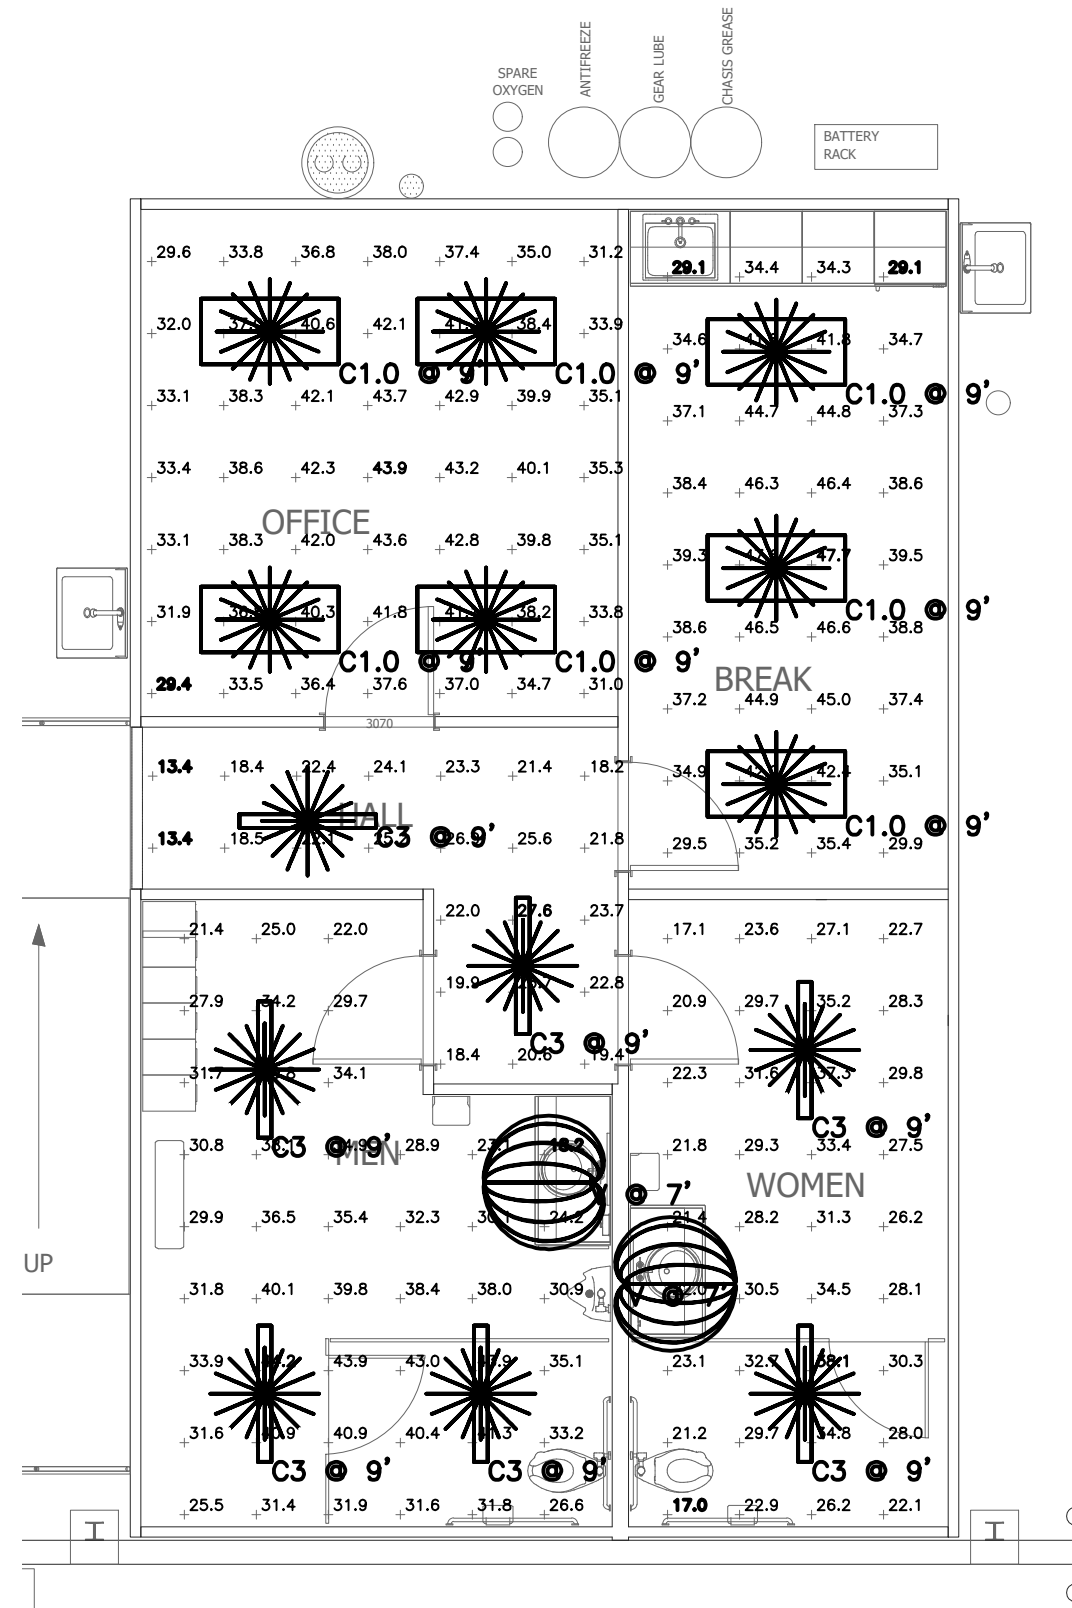 ANTIFREEZE
GEAR LUBE
CHASIS GREASE
SPARE
OXYGEN
BATTERY
RACK
29.6 33.8 36.8 38.0 37.4 35.0 31.2
29.1 34.4 34.3 29.1
32.0 40.6 42.1 38.4 33.9
34.6 41.8 34.7
C1.0 @ 9' C1.0 @ 9'
C1.0 @ 9'
33.1 38.3 42.1 43.7 42.9 39.9 35.1
37.1 44.7 44.8 37.3
33.4 38.6 42.3 43.9 43.2 40.1 35.3
38.4 46.3 46.4 38.6
OFFICE
33.1 38.3 42.0 43.6 42.8 39.8 35.1
39.3 47.7 39.5
C1.0 @ 9'
31.9 40.3 41.8 38.2 33.8
38.6 46.5 46.6 38.8
C1.0 @ 9' C1.0 @ 9'
BREAK
29.4 33.5 36.4 37.6 37.0 34.7 31.0
37.2 44.9 45.0 37.4
3070
13.4 18.4 22.4 24.1 23.3 21.4 18.2
34.9 42.4 35.1
HALL
C3 @ 9'
C1.0 @ 9'
13.4 18.5 22.1 26.9 25.6 21.8
29.5 35.2 35.4 29.9
22.0 27.6 23.7
21.4 25.0 22.0
17.1 23.6 27.1 22.7
19.9 22.8
27.9 34.2 29.7
20.9 29.7 35.2 28.3
C3 @ 9'
18.4 20.6 19.4
31.7 34.1
22.3 31.6 37.3 29.8
C3 @ 9'
C3 @ 9'
30.8 28.9 18.2
MEN
21.8 29.3 33.4 27.5
WOMEN
V @ 7'
29.9 36.5 35.4 32.3 24.2
21.4 28.2 31.3 26.2
UP
31.8 40.1 39.8 38.4 38.0 30.9
30.5 34.5 28.1
V @ 7'
33.9 43.9 43.0 35.1
23.1 32.7 38.1 30.3
31.6 40.9 40.9 40.4 33.2
21.2 29.7 34.8 28.0
C3 @ 9' C3 @ 9' C3 @ 9'
25.5 31.4 31.9 31.6 31.8 26.6
17.0 22.9 26.2 22.1